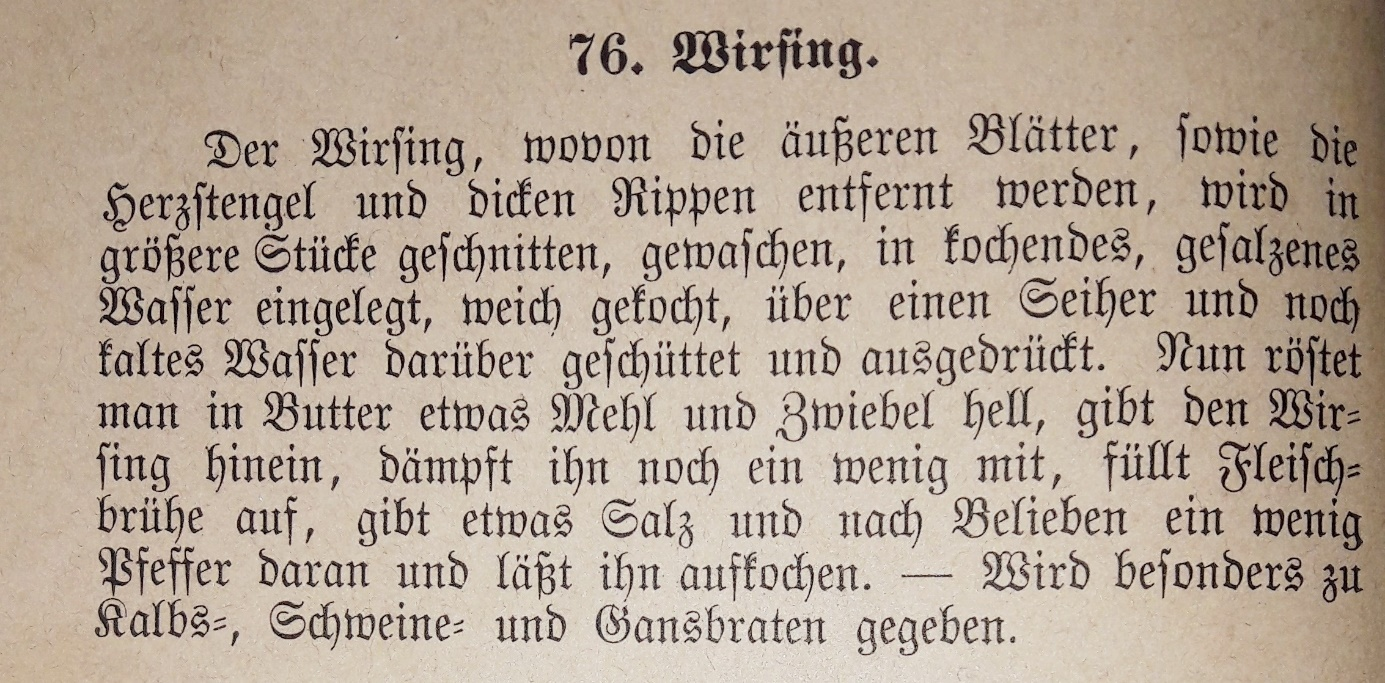 76. Wirsing.
Der Wirsing, wovon die äußeren Blätter, sowie die
Herzstengel und dicken Rippen entfernt werden, wird in
größere Stücke geschnitten, gewaschen, in kochendes, gesalzenes
Wasser eingelegt, weich gekocht, über einen Seiher und noch
kaltes Wasser darüber geschüttet und ausgedrückt. Nun röstet
man in Butter etwas Mehl und Zwiebel hell, gibt den Wir-
sing hinein, dämpft ihn noch ein wenig mit, füllt Fleisch-
brühe auf, gibt etwas Salz und nach Belieben ein wenig
Pfeffer daran und läßt ihn aufkochen. — Wird besonders zu
Kalbs-, Schweine- und Gansbraten gegeben.